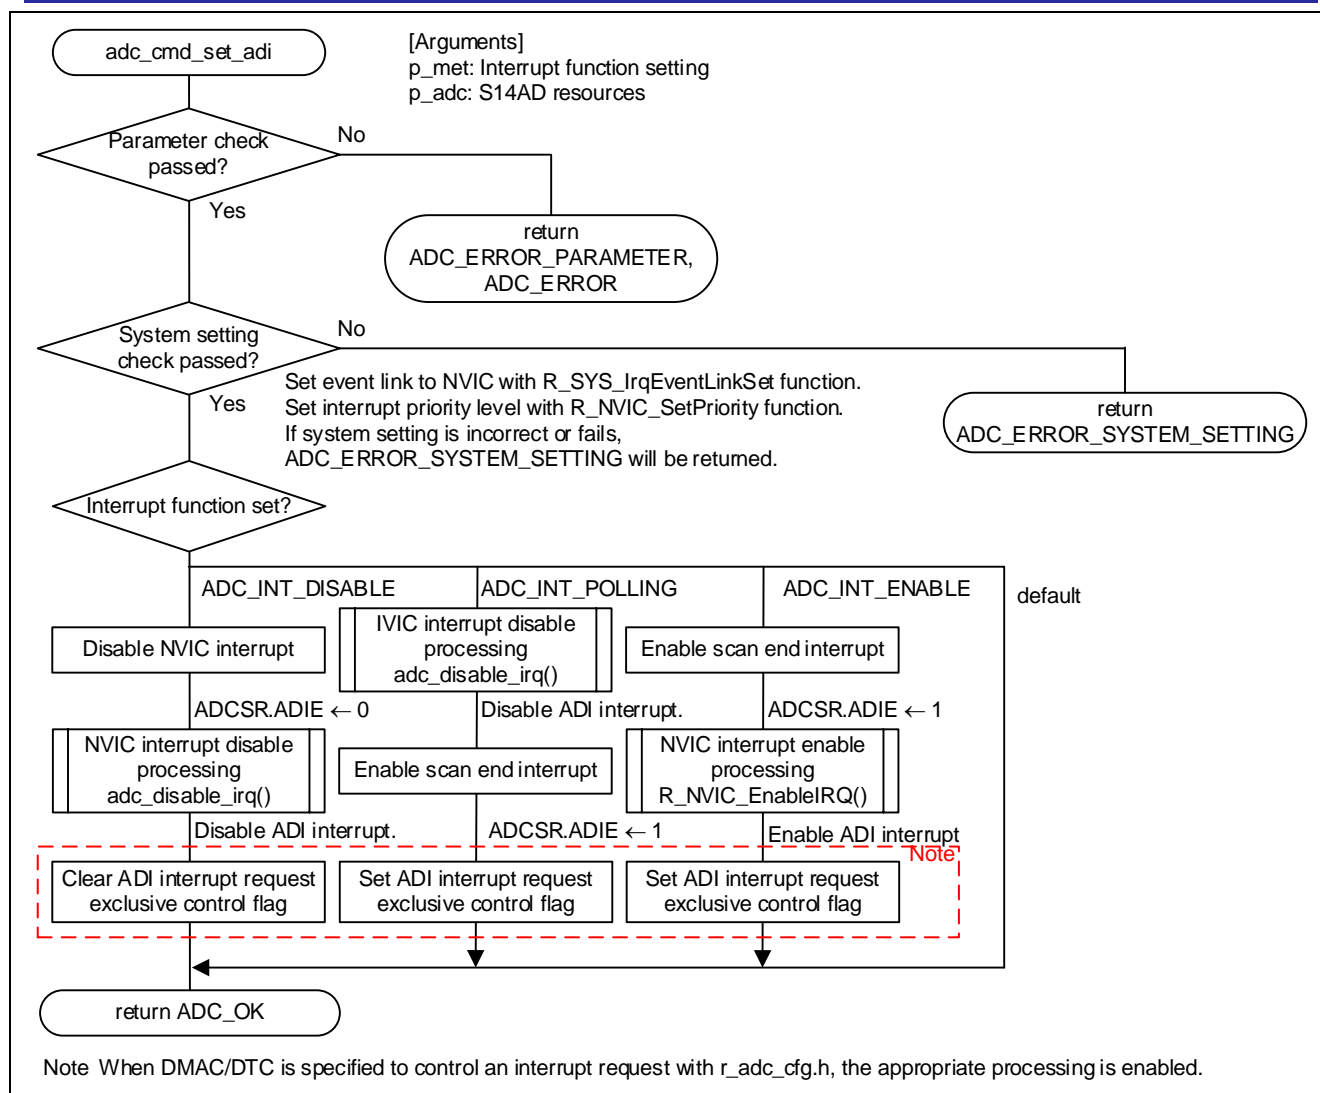 adc_cmd_set_adi
[Arguments]
p_met: Interrupt function setting
p_adc: S14AD resources
Parameter check
passed?
No
Yes
return
ADC_ERROR_PARAMETER,
ADC_ERROR
System setting
check passed?
No
Yes
Set event link to NVIC with R_SYS_IrqEventLinkSet function.
Set interrupt priority level with R_NVIC_SetPriority function.
If system setting is incorrect or fails,
ADC_ERROR_SYSTEM_SETTING will be returned.
return
ADC_ERROR_SYSTEM_SETTING
Interrupt function set?
ADC_INT_DISABLE
ADC_INT_POLLING
ADC_INT_ENABLE
default
Disable NVIC interrupt
IVIC interrupt disable
processing
adc_disable_irq()
Enable scan end interrupt
ADCSR.ADIE ← 0
Disable ADI interrupt.
ADCSR.ADIE ← 1
NVIC interrupt disable
processing
adc_disable_irq()
Enable scan end interrupt
NVIC interrupt enable
processing
R_NVIC_EnableIRQ()
Disable ADI interrupt.
ADCSR.ADIE ← 1
Enable ADI interrupt
Note
Clear ADI interrupt request
exclusive control flag
Set ADI interrupt request
exclusive control flag
Set ADI interrupt request
exclusive control flag
return ADC_OK
Note When DMAC/DTC is specified to control an interrupt request with r_adc_cfg.h, the appropriate processing is enabled.